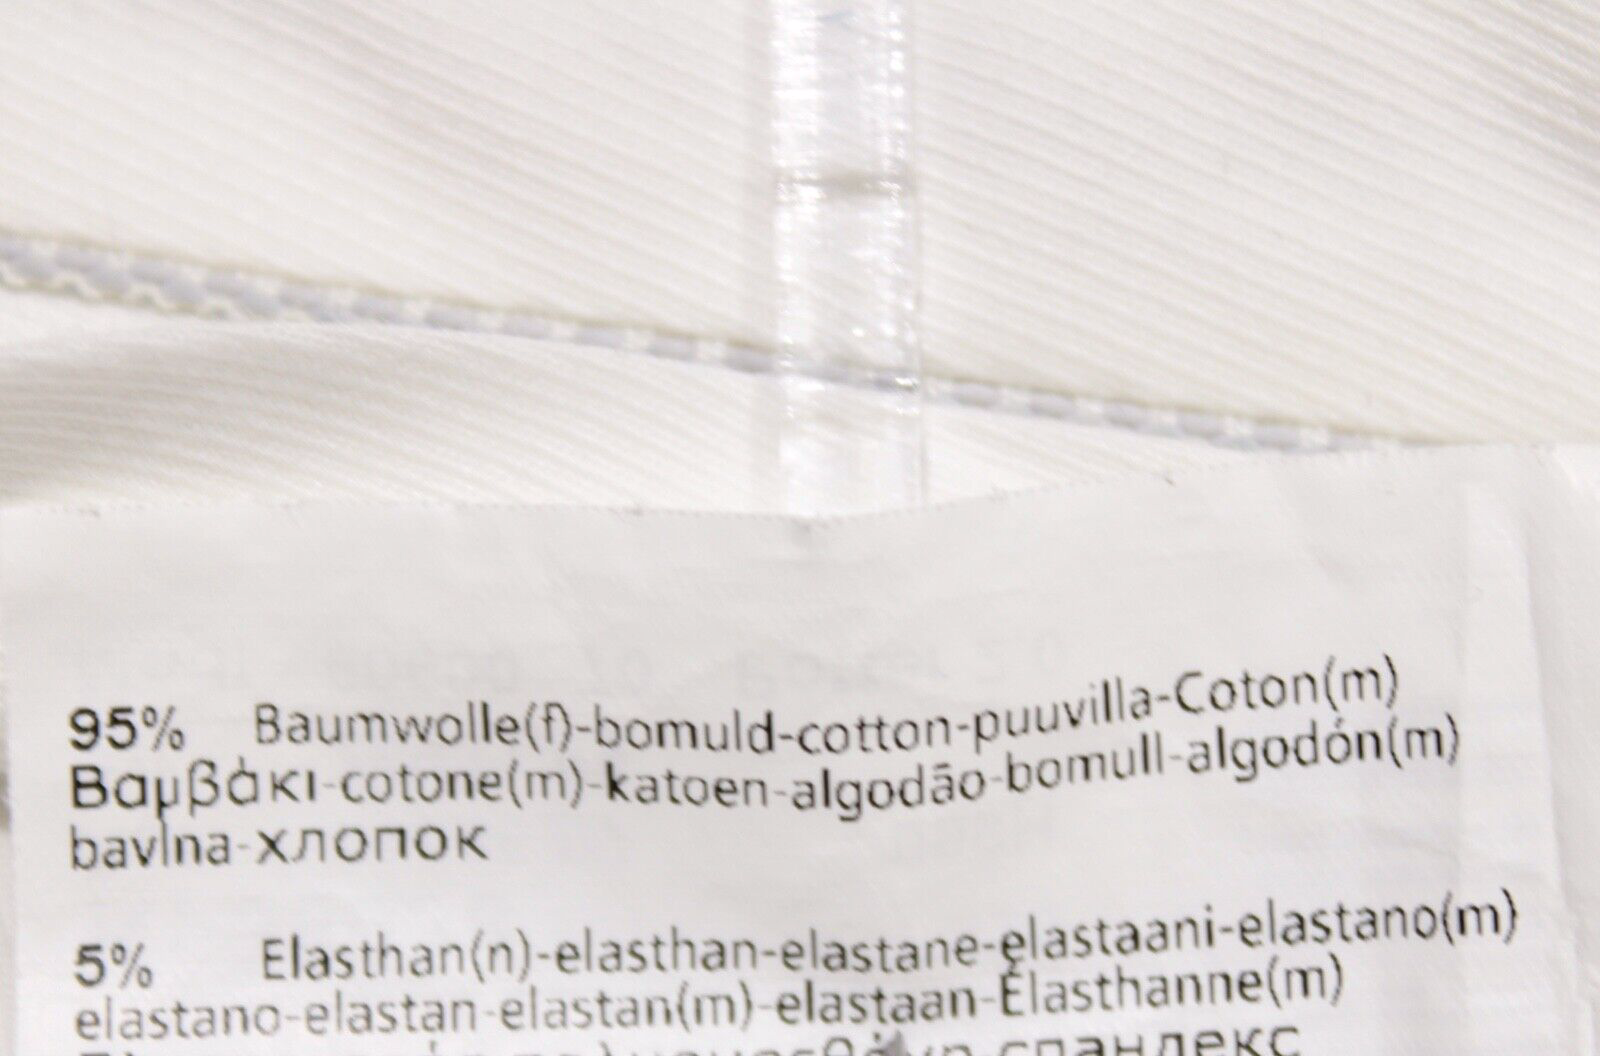 95% Baumwolle(f)-bomuld-cotton-puuvilla-Coton(m)
Βαμβάκι-cotone(m)-katoen-algodão-bomull-algodón(m)
bavlna-хлопок
5% Elasthan(n)-elasthan-elastane-elastaani-elastano(m)
elastano-elastan-elastan(m)-elastaan-Élasthanne(m)
спандекс